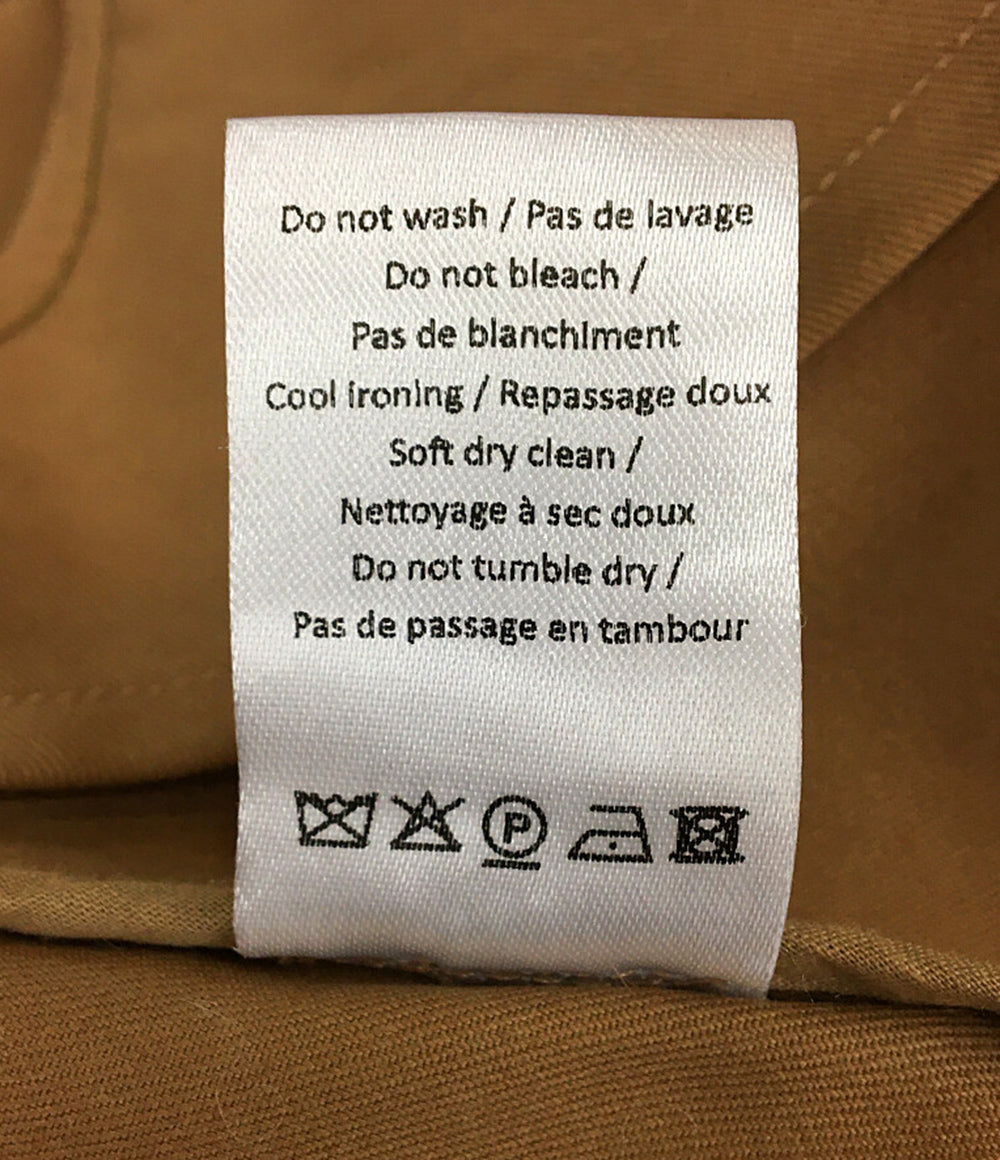 Do not wash / Pas de lavage
Do not bleach /
Pas de blanchiment
Cool ironing / Repassage doux
Soft dry clean /
Nettoyage à sec doux
Do not tumble dry /
Pas de passage en tambour
P